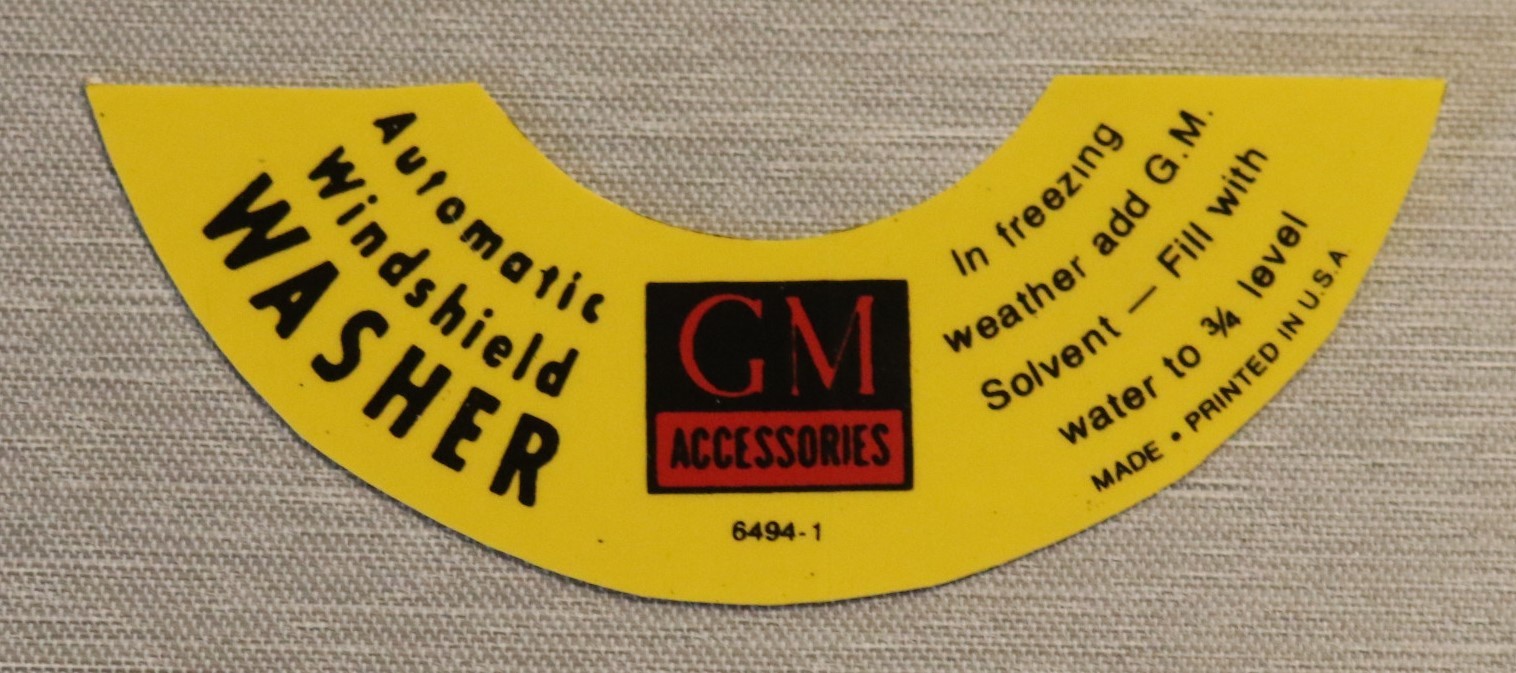 Automatic
Windshield
WASHER
GM
ACCESSORIES
6494-1
In freezing
weather add G.M.
Solvent — Fill with
water to ¾ level
MADE • PRINTED IN U.S.A.